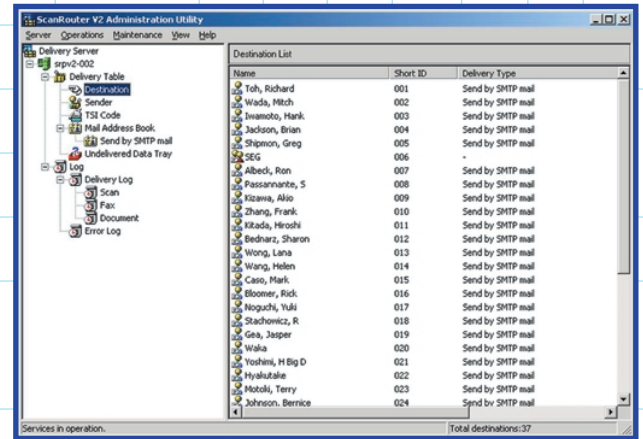 ScanRouter V2 Administration Utility
Server Operations Maintenance View Help
Delivery Server
srpv2-002
Delivery Table
Destination
Sender
TSI Code
Mail Address Book
Send by SMTP mail
Undelivered Data Tray
Log
Delivery Log
Scan
Fax
Document
Error Log
Destination List
Name Short ID Delivery Type
Toh, Richard 001 Send by SMTP mail
Wada, Mitch 002 Send by SMTP mail
Iwamoto, Hank 003 Send by SMTP mail
Jackson, Brian 004 Send by SMTP mail
Shipmon, Greg 005 Send by SMTP mail
SEG 006 -
Albeck, Ron 007 Send by SMTP mail
Passannante, S 008 Send by SMTP mail
Kizawa, Akio 009 Send by SMTP mail
Zhang, Frank 010 Send by SMTP mail
Kitada, Hiroshi 011 Send by SMTP mail
Bednarz, Sharon 012 Send by SMTP mail
Wong, Lana 013 Send by SMTP mail
Wang, Helen 014 Send by SMTP mail
Caso, Mark 015 Send by SMTP mail
Bloomer, Rick 016 Send by SMTP mail
Noguchi, Yuki 017 Send by SMTP mail
Stachowicz, R 018 Send by SMTP mail
Gea, Jasper 019 Send by SMTP mail
Waka 020 Send by SMTP mail
Yoshimi, H Big D 021 Send by SMTP mail
Hyakutake 022 Send by SMTP mail
Motoki, Terry 023 Send by SMTP mail
Johnson, Bernice 024 Send by SMTP mail
Services in operation. Total destinations:37